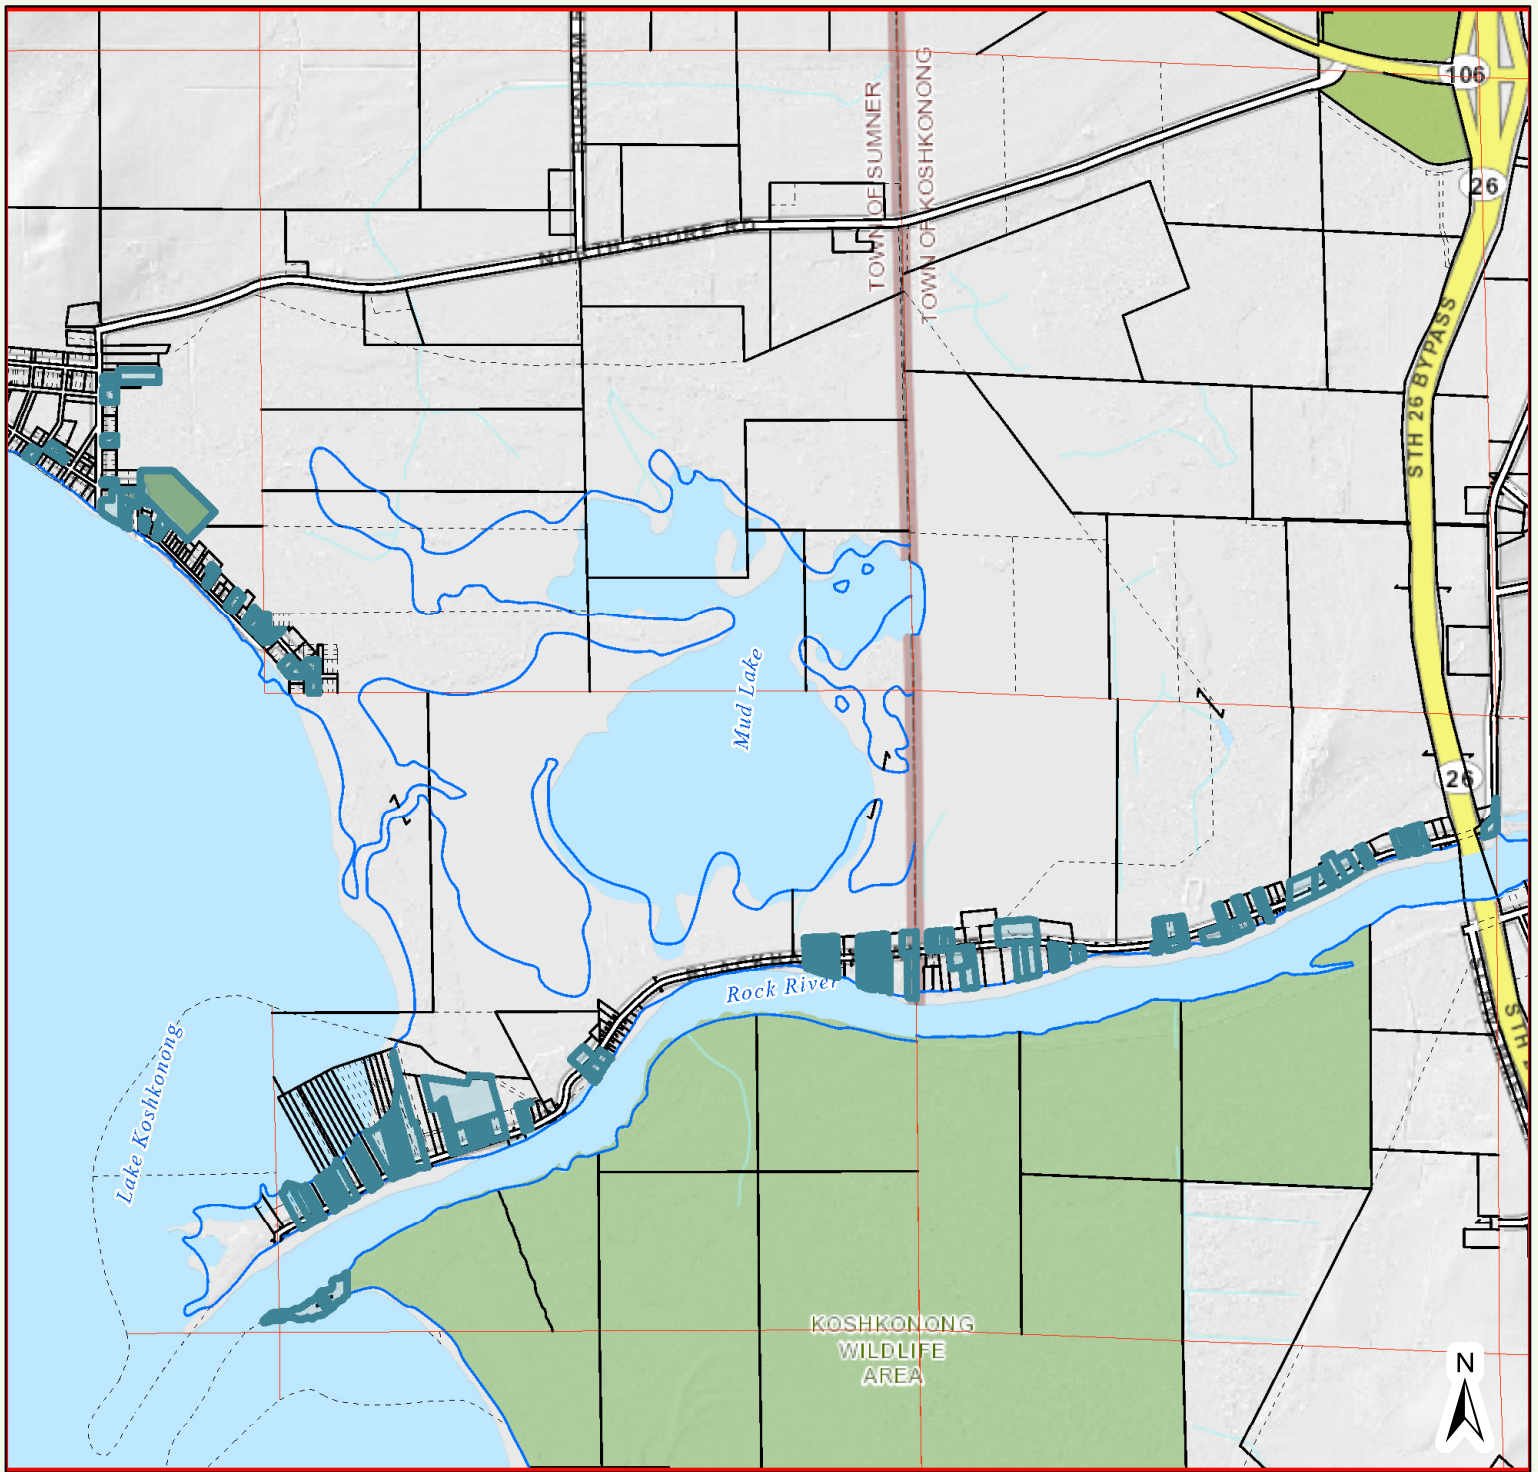 106
BURNHAM
TOWN OF SUMNER
TOWN OF KOSHKONONG
26
NORTH SHORE RD
STH 26 BYPASS
Mud Lake
26
Rock River
STH
Lake Koshkonong
KOSHKONONG
WILDLIFE
AREA
N